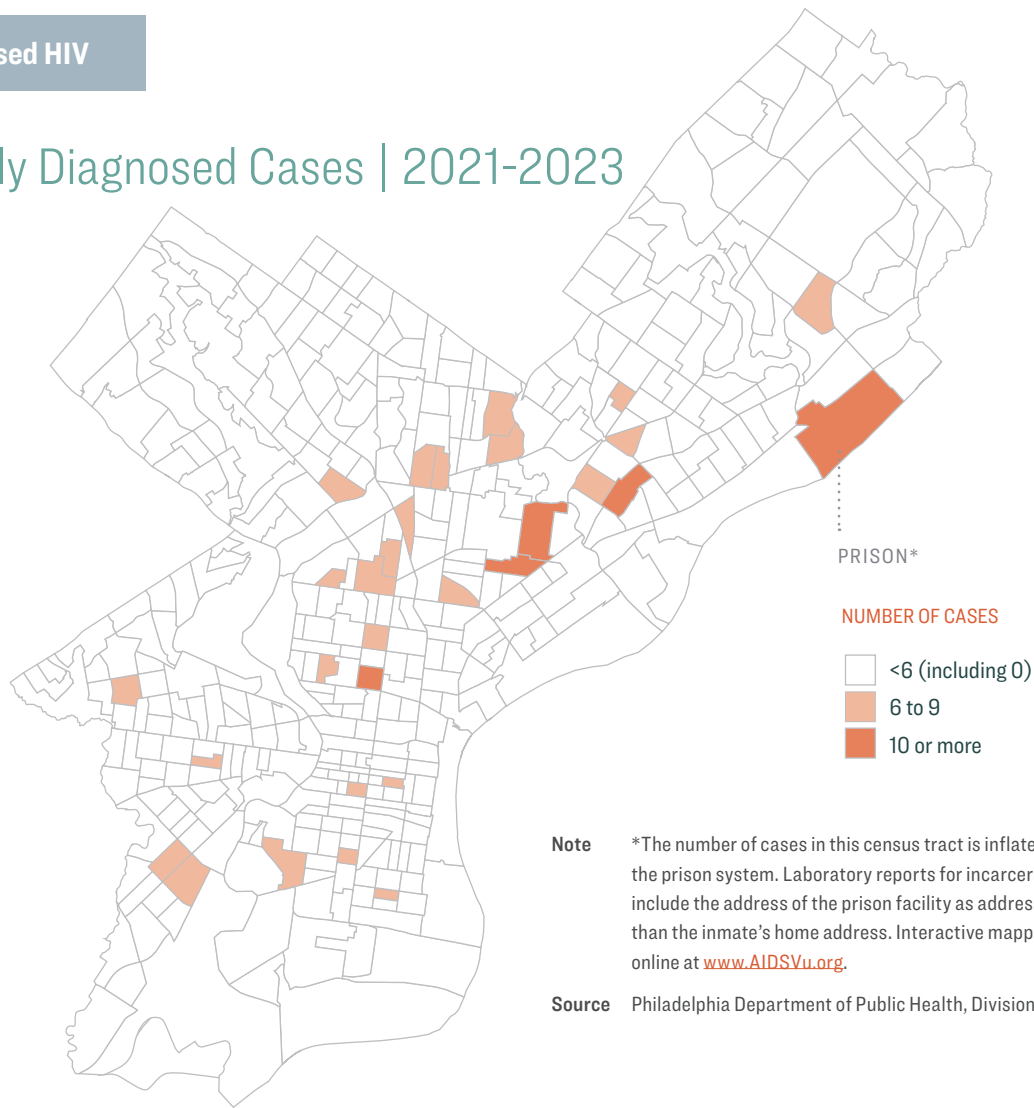 sed HIV
ly Diagnosed Cases | 2021-2023
PRISON*
NUMBER OF CASES
<6 (including 0)
6 to 9
10 or more
Note *The number of cases in this census tract is inflate
the prison system. Laboratory reports for incarcer
include the address of the prison facility as addres
than the inmate's home address. Interactive mapp
online at www.AIDSVu.org.
Source Philadelphia Department of Public Health, Division